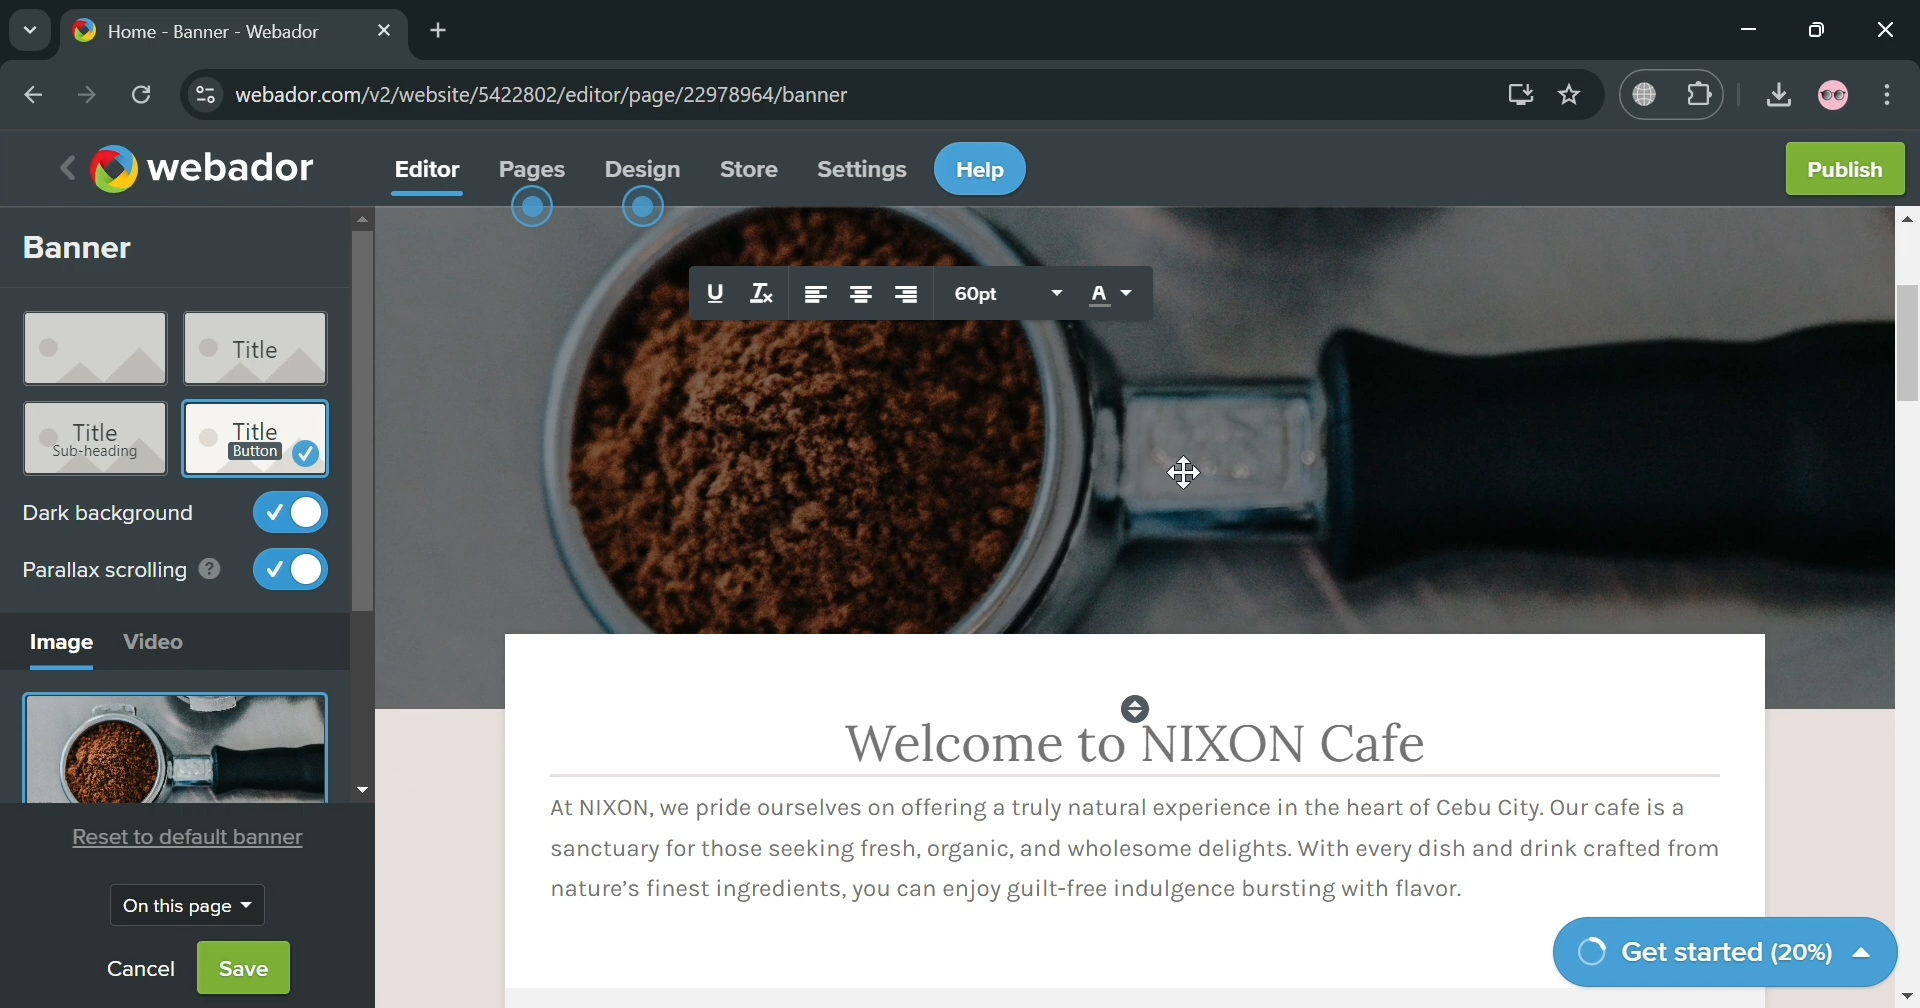 Home - Banner - Webador
webador.com/v2/website/5422802/editor/page/22978964/banner
webador
Editor
Pages
Design
Store
Settings
Help
Publish
Banner
Title
Title
Sub-heading
Title
Button
Dark background
Parallax scrolling ?
Image
Video
Reset to default banner
On this page
Cancel
Save
U
Tx
60pt
A
Welcome to NIXON Cafe
At NIXON, we pride ourselves on offering a truly natural experience in the heart of Cebu City. Our cafe is a
sanctuary for those seeking fresh, organic, and wholesome delights. With every dish and drink crafted from
nature’s finest ingredients, you can enjoy guilt-free indulgence bursting with flavor.
Get started (20%)